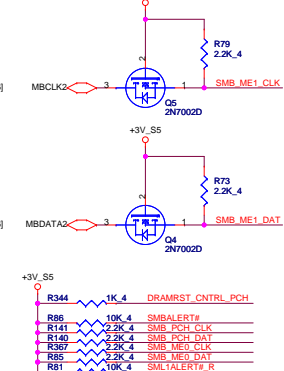 2
R79
2.2K_4
MBCLK2
3
1
SMB_ME1_CLK
Q5
2N7002D
+3V_S5
2
R73
2.2K_4
MBDATA2
3
1
SMB_ME1_DAT
Q4
2N7002D
+3V_S5
R344 1K_4 DRAMRST_CNTRL_PCH
R86 10K_4 SMBALERT#
R141 2.2K_4 SMB_PCH_CLK
R140 2.2K_4 SMB_PCH_DAT
R367 2.2K_4 SMB_ME0_CLK
R85 2.2K_4 SMB_ME0_DAT
R81 10K_4 SML1ALERT#_R